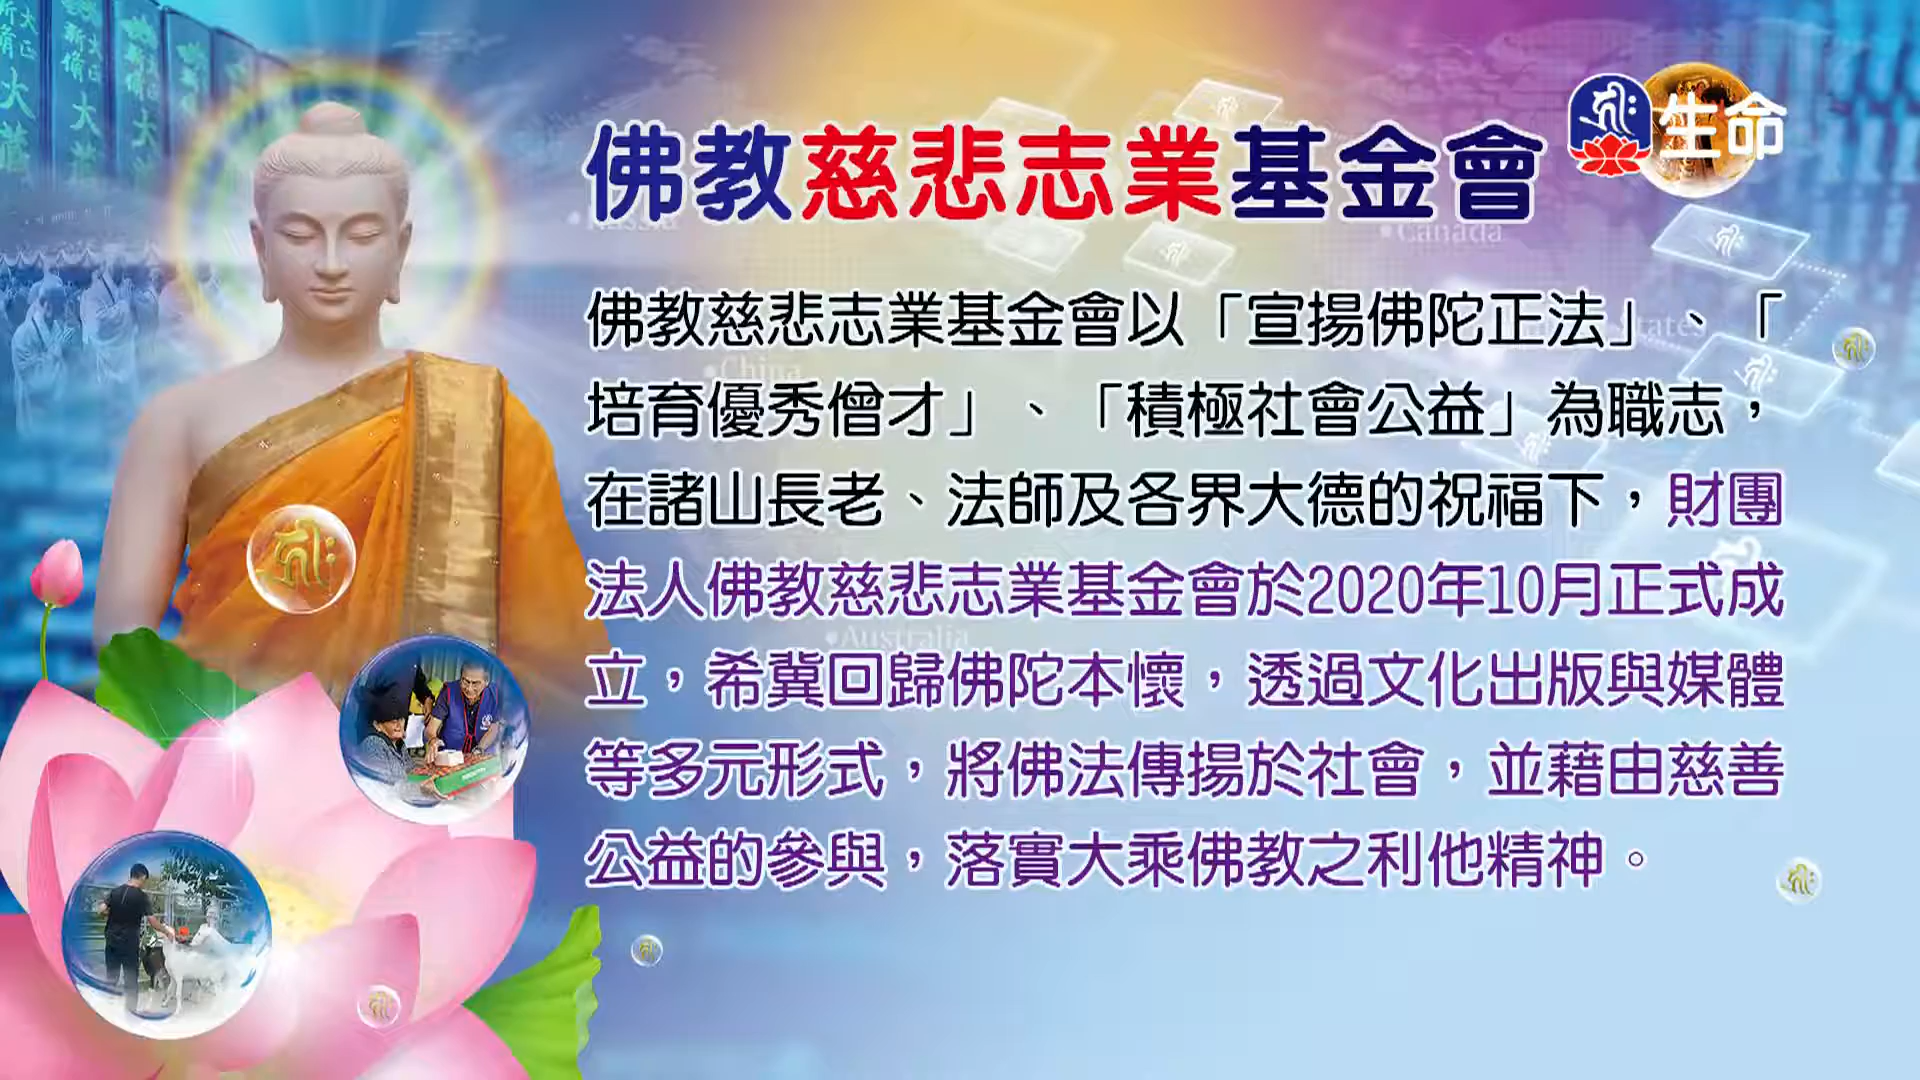 佛教慈悲志業基金會
生命
佛教慈悲志業基金會以「宣揚佛陀正法」、「
培育優秀僧才」、「積極社會公益」為職志，
在諸山長老、法師及各界大德的祝福下，財團
法人佛教慈悲志業基金會於2020年10月正式成
立，希冀回歸佛陀本懷，透過文化出版與媒體
等多元形式，將佛法傳揚於社會，並藉由慈善
公益的參與，落實大乘佛教之利他精神。
Russia
Canada
China
States
Australia